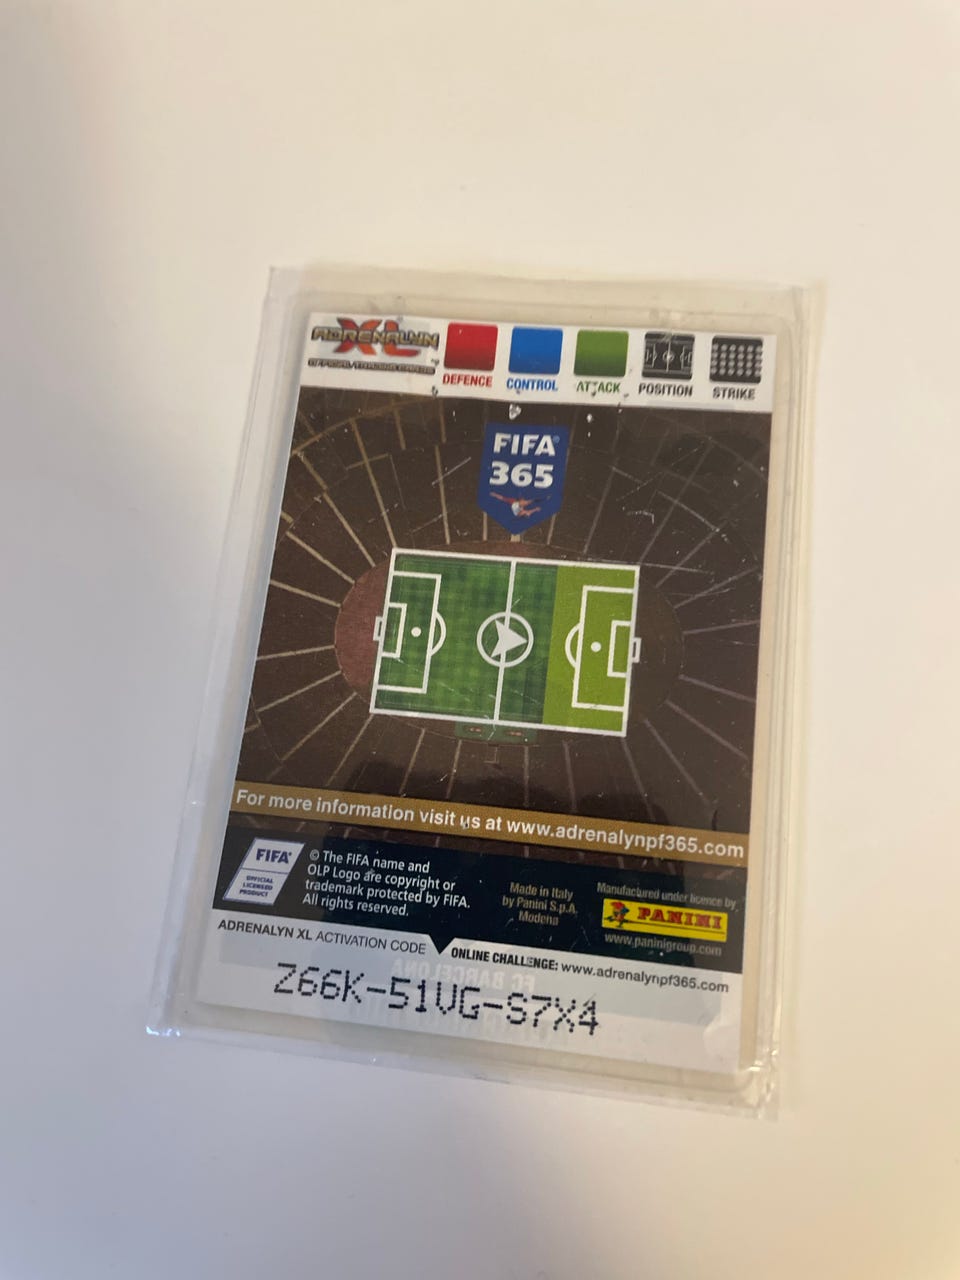 ADRENALYN XL
OFFICIAL TRADING CARDS
DEFENCE CONTROL ATTACK POSITION STRIKE
FIFA
365
For more information visit us at www.adrenalynpf365.com
FIFA
OFFICIAL
LICENSED
PRODUCT
© The FIFA name and
OLP Logo are copyright or
trademark protected by FIFA.
All rights reserved.
Made in Italy
by Panini S.p.A.
Modena
Manufactured under licence by
PANINI
www.paninigroup.com
ADRENALYN XL ACTIVATION CODE
ONLINE CHALLENGE: www.adrenalynpf365.com
Z66K-51VG-S7X4